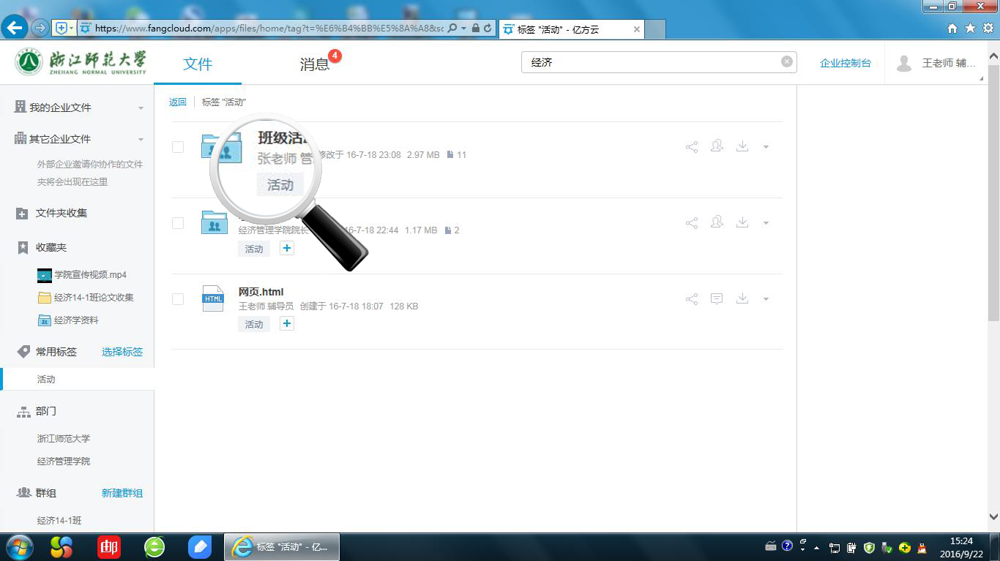 https://www.fangcloud.com/apps/files/home/tag?t=%E6%B4%BB%E5%8A%A8&sc
标签 "活动" - 亿方云
浙江师范大学
ZHEJIANG NORMAL UNIVERSITY
文件
消息
4
经济
企业控制台
王老师 辅...
我的企业文件
其它企业文件
外部企业邀请你协作的文件
夹将会出现在这里
文件夹收集
收藏夹
学院宣传视频.mp4
经济14-1班论文收集
经济学资料
常用标签
选择标签
活动
部门
浙江师范大学
经济管理学院
群组
新建群组
经济14-1班
返回
标签 "活动"
班级活
张老师 管
修改于 16-7-18 23:08 2.97 MB 11
活动
经济管理学院院长
16-7-18 22:44 1.17 MB 2
活动
网页.html
HTML
王老师 辅导员 创建于 16-7-18 18:07 128 KB
活动
标签 "活动" - 亿...
15:24
2016/9/22